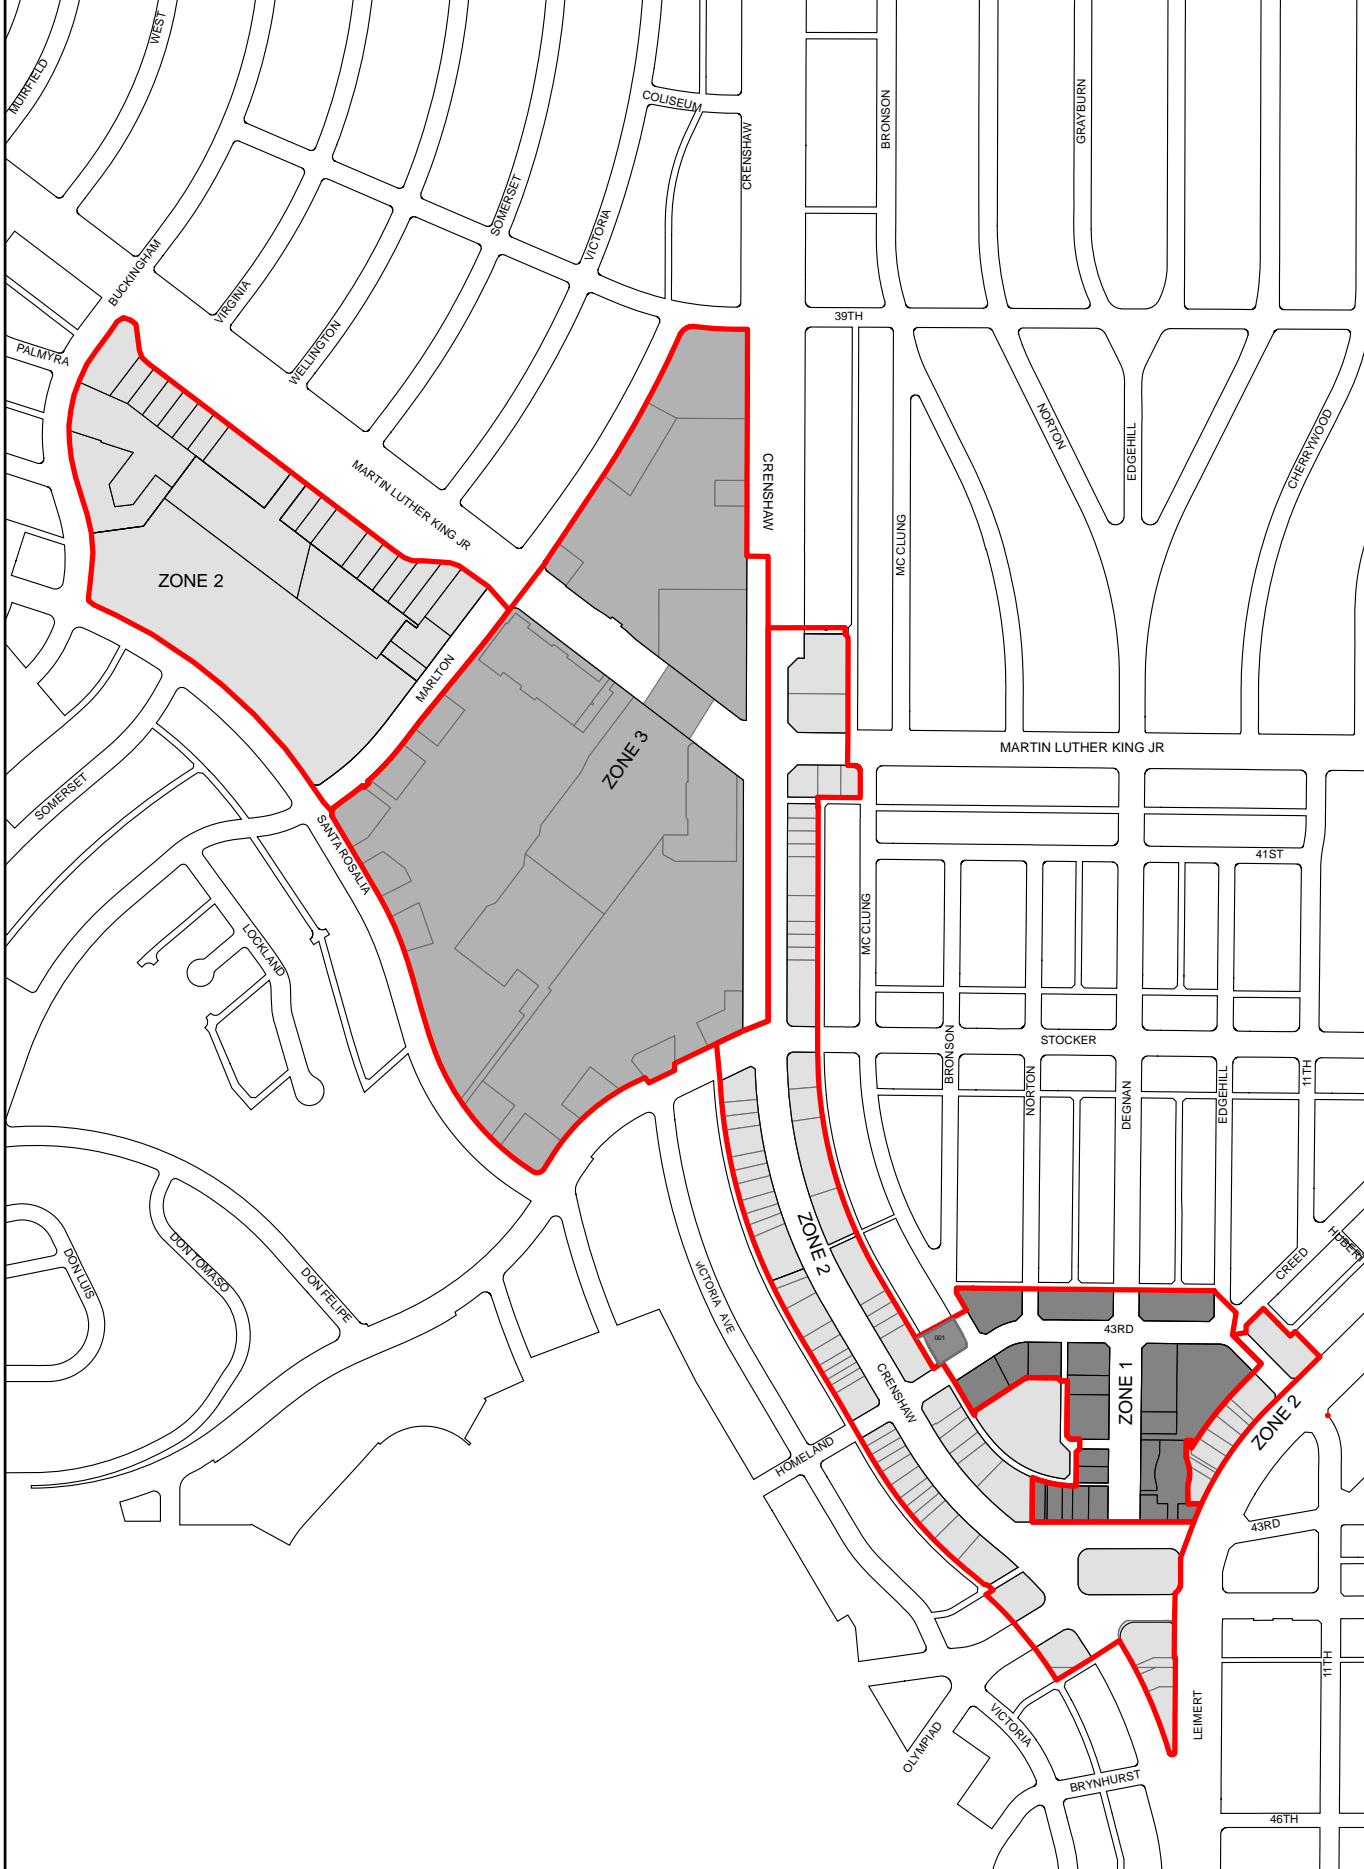 WEST
MUIRFIELD
COLISEUM
CRENSHAW
BRONSON
GRAYBURN
SOMERSET
VICTORIA
BUCKINGHAM
VIRGINIA
WELLINGTON
39TH
PALMYRA
NORTON
EDGEHILL
CHERRYWOOD
MARTIN LUTHER KING JR
CRENSHAW
MC CLUNG
ZONE 2
MARLTON
ZONE 3
MARTIN LUTHER KING JR
SOMERSET
SANTA ROSALIA
41ST
LOCKLAND
MC CLUNG
STOCKER
BRONSON
NORTON
DEGNAN
EDGEHILL
11TH
DON LUIS
DON TOMASO
DON FELIPE
VICTORIA AVE
ZONE 2
CREED
HUBERT
43RD
001
ZONE 1
CRENSHAW
ZONE 2
HOMELAND
43RD
11TH
LEIMERT
VICTORIA
OLYMPIAD
BRYNHURST
46TH